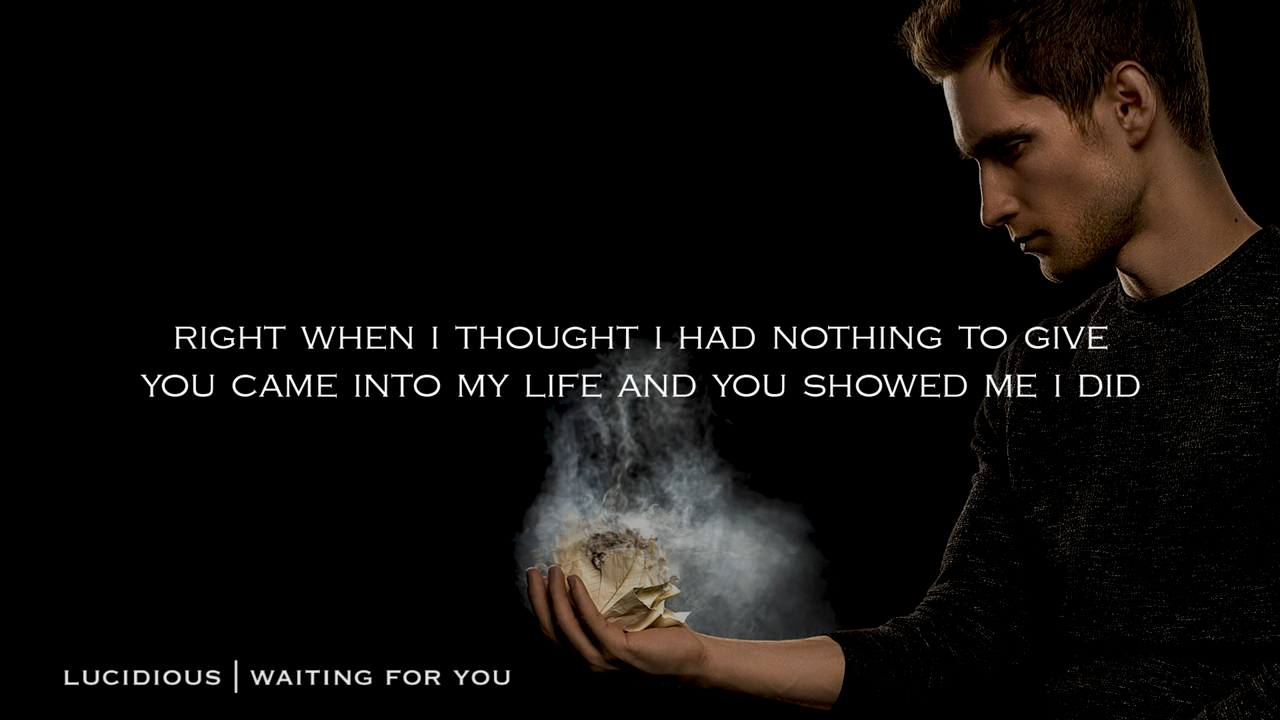 RIGHT WHEN I THOUGHT I HAD NOTHING TO GIVE
YOU CAME INTO MY LIFE AND YOU SHOWED ME I DID
LUCIDIOUS | WAITING FOR YOU